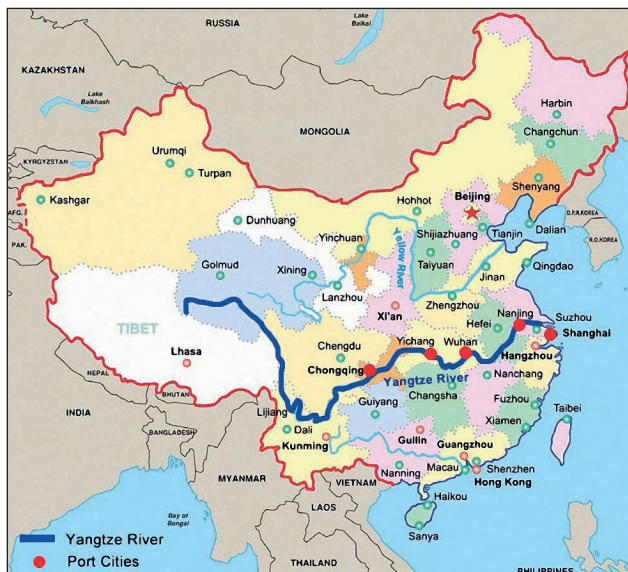 RUSSIA
Lake
Baikal
KAZAKHSTAN
Lake
Balkhash
MONGOLIA
Harbin
Changchun
Urumqi
Turpan
KYRGYZSTAN
Shenyang
Kashgar
Hohhot
Beijing
Dunhuang
AFG.
D.P.R.KOREA
Tianjin
Dalian
Yinchuan
Shijiazhuang
PAK.
R.O.KOREA
Yellow River
Taiyuan
Golmud
Xining
Jinan
Qingdao
Lanzhou
Zhengzhou
Xi'an
Nanjing
Suzhou
TIBET
Hefei
Shanghai
Yichang
Wuhan
Chengdu
Hangzhou
Lhasa
Chongqing
Yangtze River
Nanchang
NEPAL
BHUTAN
Lijiang
Guiyang
Changsha
Fuzhou
INDIA
Dali
Taibei
BANGLADESH
Kunming
Guilin
Xiamen
Guangzhou
Nanning
Macau
Shenzhen
MYANMAR
VIETNAM
Hong Kong
LAOS
Haikou
Bay of
Bengal
Sanya
Yangtze River
Port Cities
THAILAND
PHILIPPINES